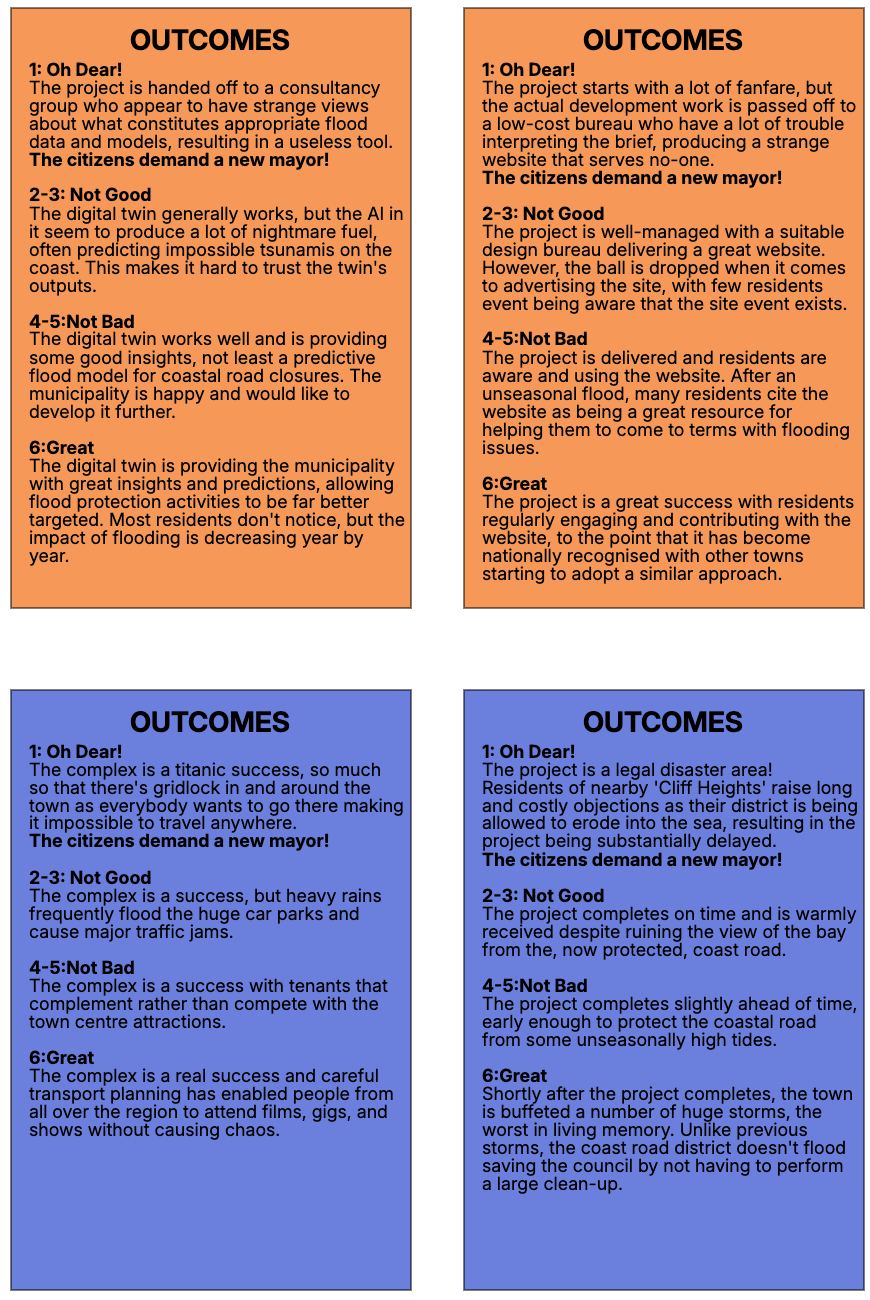 OUTCOMES
1: Oh Dear!
The project is handed off to a consultancy
group who appear to have strange views
about what constitutes appropriate flood
data and models, resulting in a useless tool.
The citizens demand a new mayor!
2-3: Not Good
The digital twin generally works, but the AI in
it seem to produce a lot of nightmare fuel,
often predicting impossible tsunamis on the
coast. This makes it hard to trust the twin's
outputs.
4-5:Not Bad
The digital twin works well and is providing
some good insights, not least a predictive
flood model for coastal road closures. The
municipality is happy and would like to
develop it further.
6:Great
The digital twin is providing the municipality
with great insights and predictions, allowing
flood protection activities to be far better
targeted. Most residents don't notice, but the
impact of flooding is decreasing year by
year.
OUTCOMES
1: Oh Dear!
The project starts with a lot of fanfare, but
the actual development work is passed off to
a low-cost bureau who have a lot of trouble
interpreting the brief, producing a strange
website that serves no-one.
The citizens demand a new mayor!
2-3: Not Good
The project is well-managed with a suitable
design bureau delivering a great website.
However, the ball is dropped when it comes
to advertising the site, with few residents
event being aware that the site event exists.
4-5:Not Bad
The project is delivered and residents are
aware and using the website. After an
unseasonal flood, many residents cite the
website as being a great resource for
helping them to come to terms with flooding
issues.
6:Great
The project is a great success with residents
regularly engaging and contributing with the
website, to the point that it has become
nationally recognised with other towns
starting to adopt a similar approach.
OUTCOMES
1: Oh Dear!
The complex is a titanic success, so much
so that there's gridlock in and around the
town as everybody wants to go there making
it impossible to travel anywhere.
The citizens demand a new mayor!
2-3: Not Good
The complex is a success, but heavy rains
frequently flood the huge car parks and
cause major traffic jams.
4-5:Not Bad
The complex is a success with tenants that
complement rather than compete with the
town centre attractions.
6:Great
The complex is a real success and careful
transport planning has enabled people from
all over the region to attend films, gigs, and
shows without causing chaos.
OUTCOMES
1: Oh Dear!
The project is a legal disaster area!
Residents of nearby 'Cliff Heights' raise long
and costly objections as their district is being
allowed to erode into the sea, resulting in the
project being substantially delayed.
The citizens demand a new mayor!
2-3: Not Good
The project completes on time and is warmly
received despite ruining the view of the bay
from the, now protected, coast road.
4-5:Not Bad
The project completes slightly ahead of time,
early enough to protect the coastal road
from some unseasonally high tides.
6:Great
Shortly after the project completes, the town
is buffeted a number of huge storms, the
worst in living memory. Unlike previous
storms, the coast road district doesn't flood
saving the council by not having to perform
a large clean-up.